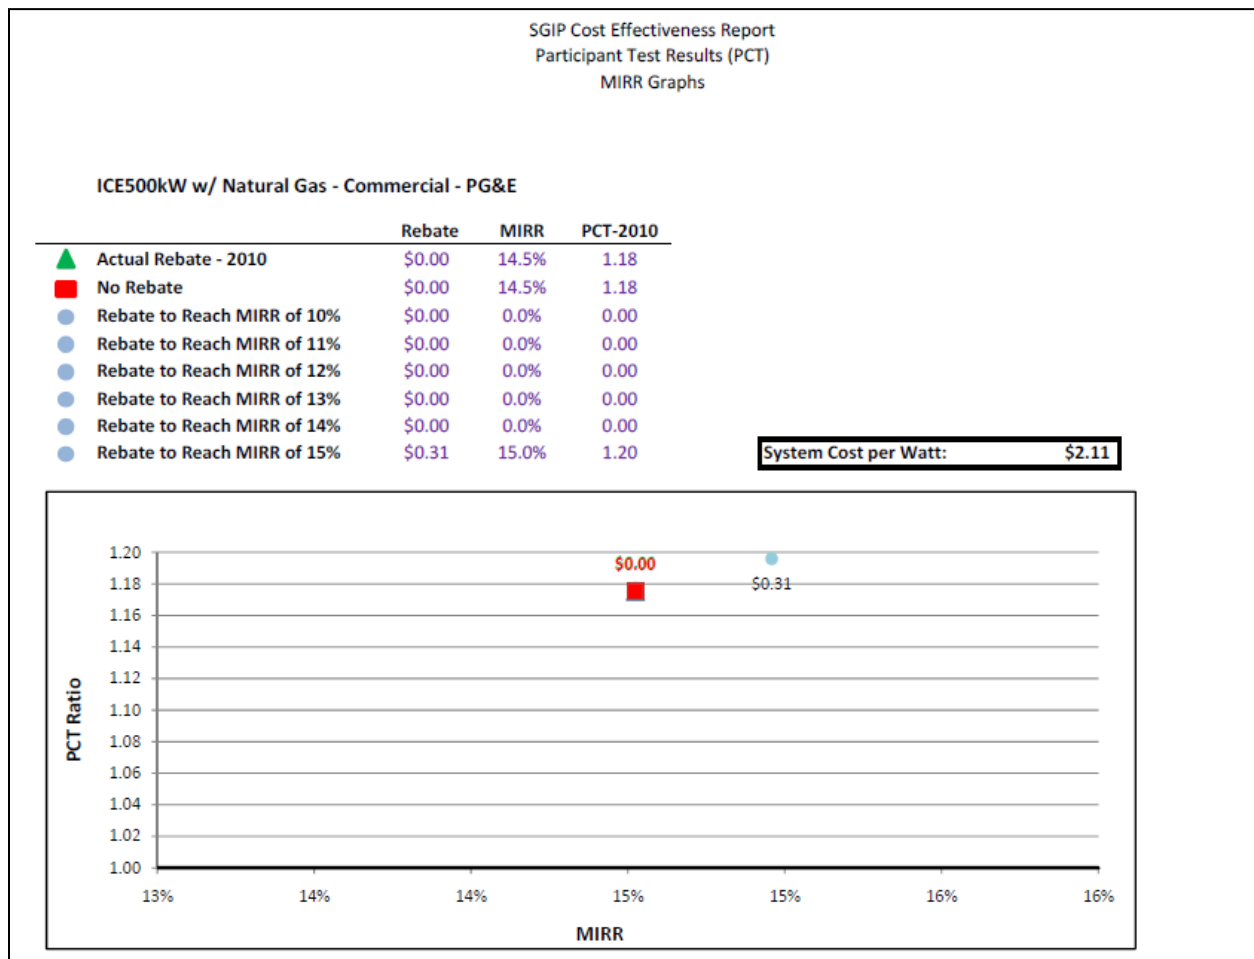 SGIP Cost Effectiveness Report
Participant Test Results (PCT)
MIRR Graphs
ICE500kW w/ Natural Gas - Commercial - PG&E
Rebate MIRR PCT-2010
Actual Rebate - 2010 $0.00 14.5% 1.18
No Rebate $0.00 14.5% 1.18
Rebate to Reach MIRR of 10% $0.00 0.0% 0.00
Rebate to Reach MIRR of 11% $0.00 0.0% 0.00
Rebate to Reach MIRR of 12% $0.00 0.0% 0.00
Rebate to Reach MIRR of 13% $0.00 0.0% 0.00
Rebate to Reach MIRR of 14% $0.00 0.0% 0.00
Rebate to Reach MIRR of 15% $0.31 15.0% 1.20
System Cost per Watt: $2.11
1.20
$0.00
1.18
$0.31
1.16
1.14
1.12
1.10
1.08
1.06
1.04
1.02
1.00
PCT Ratio
13% 14% 14% 15% 15% 16% 16%
MIRR